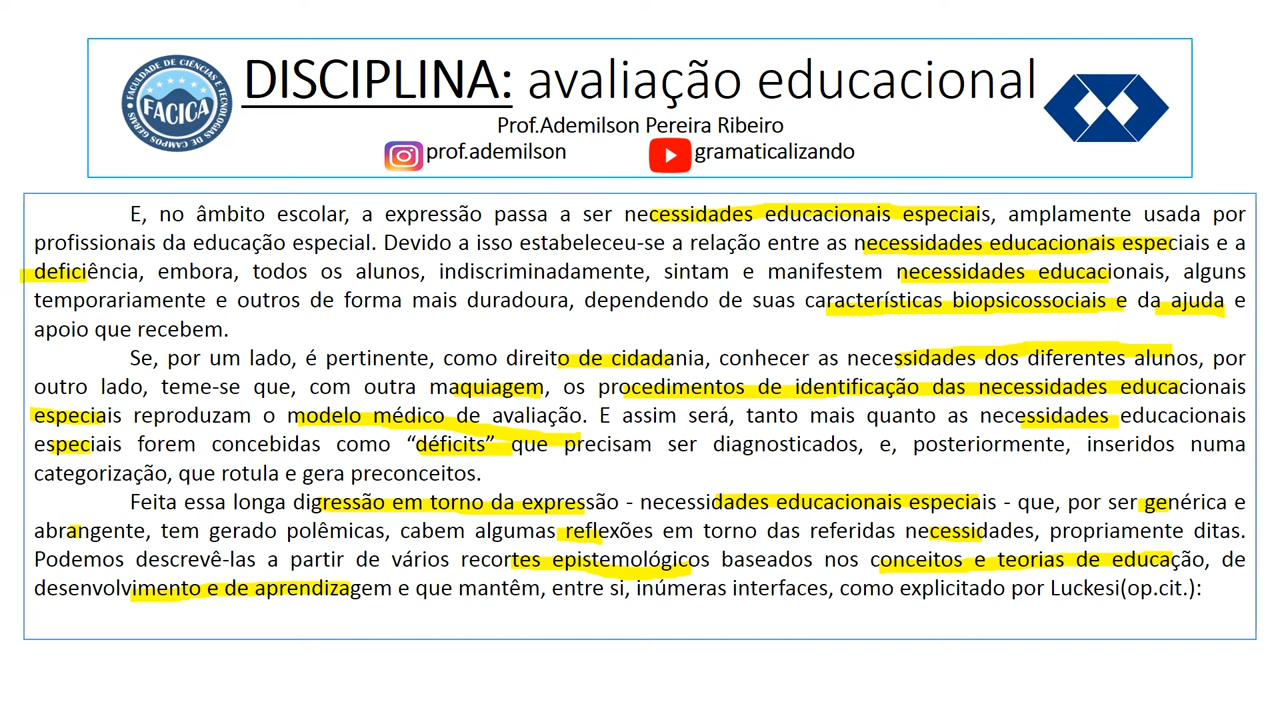 DISCIPLINA: avaliação educacional
FACULDADE DE CIÊNCIAS E TECNOLOGIAS DE CAMPOS GERAIS
FACICA
Prof.Ademilson Pereira Ribeiro
prof.ademilson gramaticalizando
E, no âmbito escolar, a expressão passa a ser necessidades educacionais especiais, amplamente usada por
profissionais da educação especial. Devido a isso estabeleceu-se a relação entre as necessidades educacionais especiais e a
deficiência, embora, todos os alunos, indiscriminadamente, sintam e manifestem necessidades educacionais, alguns
temporariamente e outros de forma mais duradoura, dependendo de suas características biopsicossociais e da ajuda e
apoio que recebem.
Se, por um lado, é pertinente, como direito de cidadania, conhecer as necessidades dos diferentes alunos, por
outro lado, teme-se que, com outra maquiagem, os procedimentos de identificação das necessidades educacionais
especiais reproduzam o modelo médico de avaliação. E assim será, tanto mais quanto as necessidades educacionais
especiais forem concebidas como “déficits” que precisam ser diagnosticados, e, posteriormente, inseridos numa
categorização, que rotula e gera preconceitos.
Feita essa longa digressão em torno da expressão - necessidades educacionais especiais - que, por ser genérica e
abrangente, tem gerado polêmicas, cabem algumas reflexões em torno das referidas necessidades, propriamente ditas.
Podemos descrevê-las a partir de vários recortes epistemológicos baseados nos conceitos e teorias de educação, de
desenvolvimento e de aprendizagem e que mantêm, entre si, inúmeras interfaces, como explicitado por Luckesi(op.cit.):